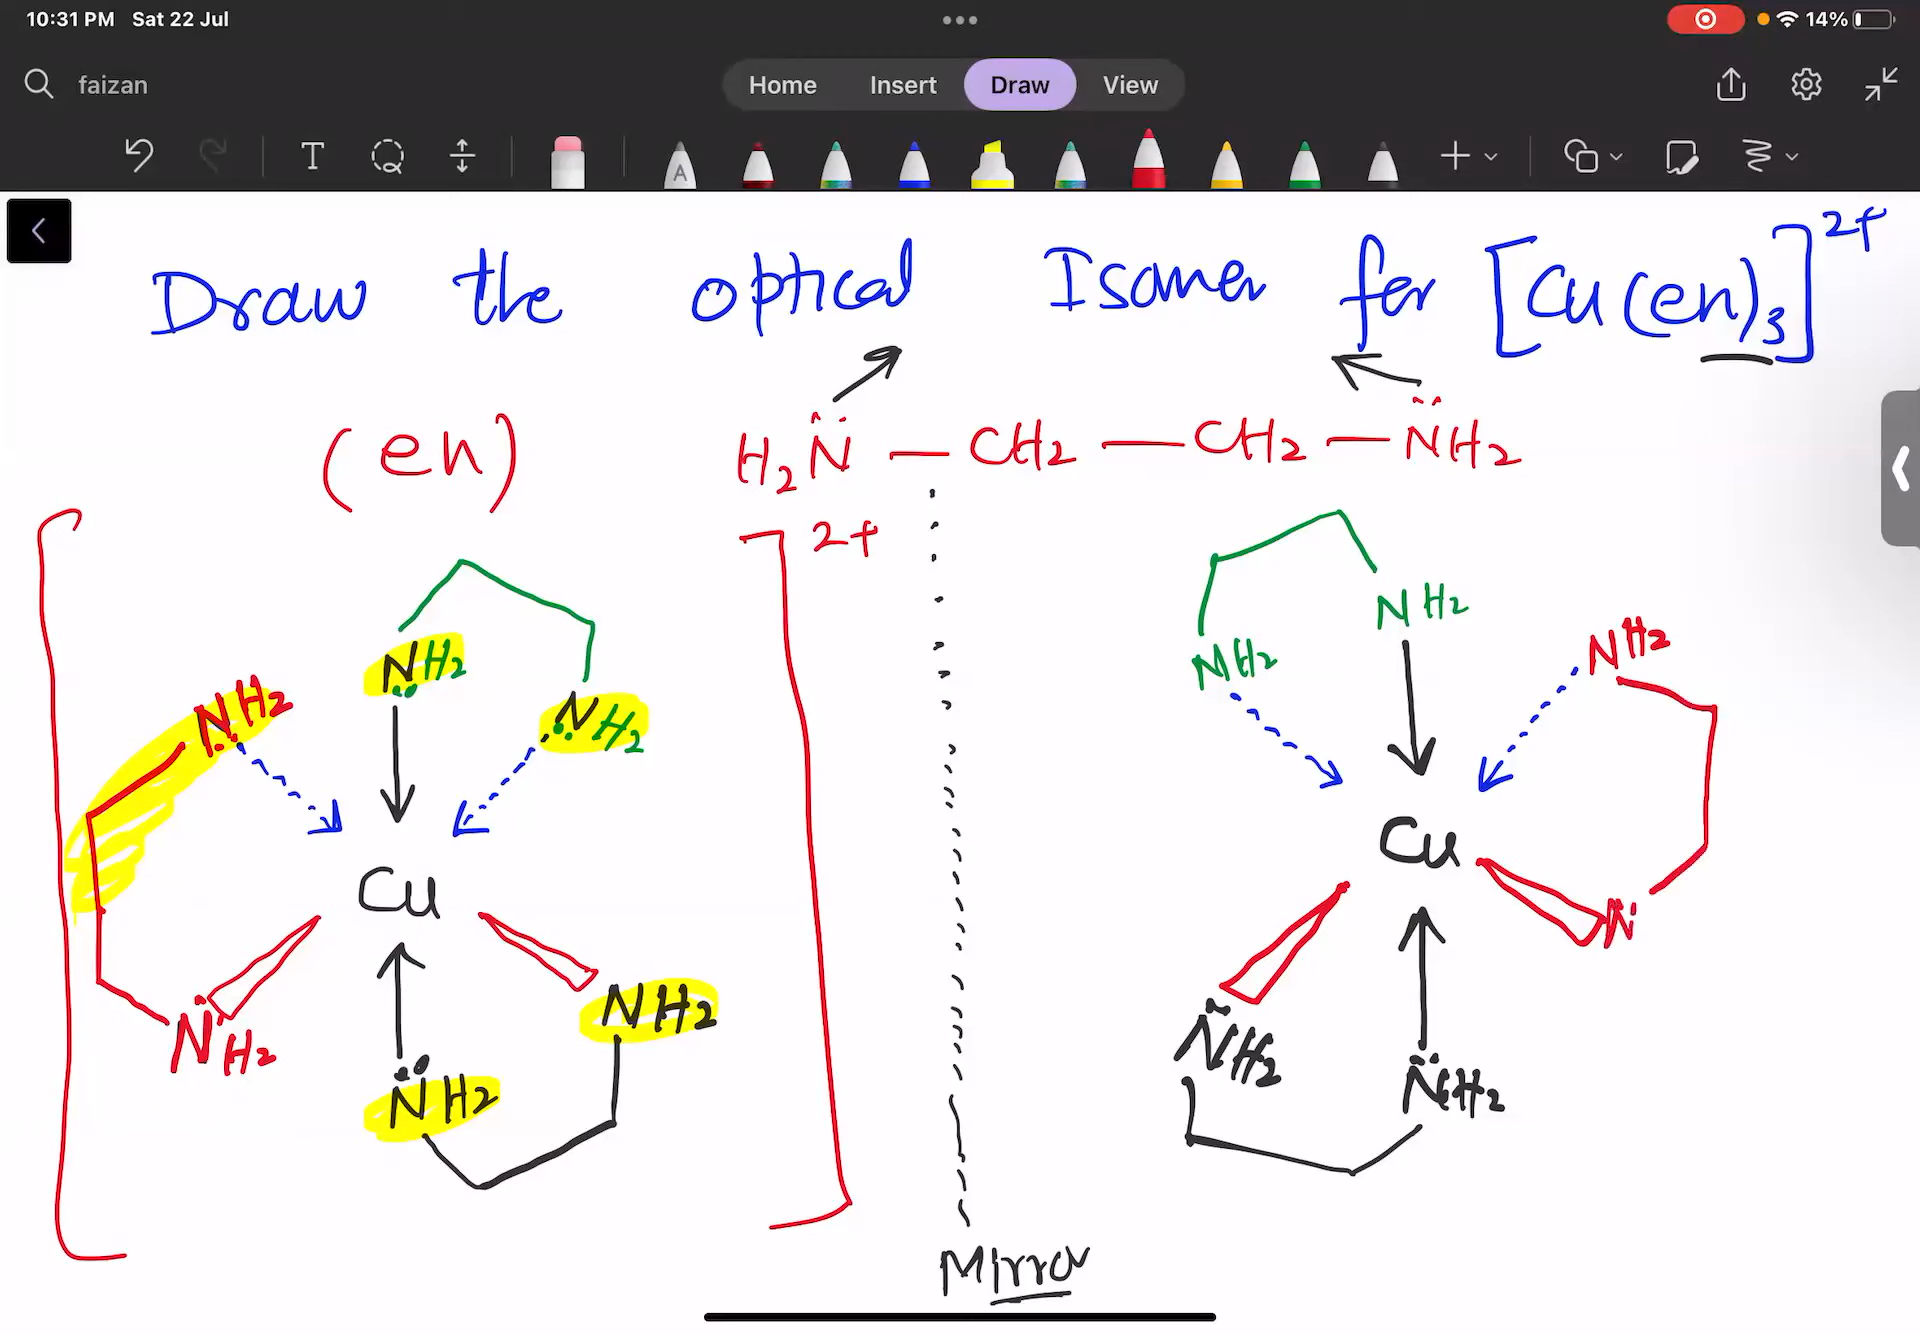 10:31 PM Sat 22 Jul
14%
faizan
Home Insert Draw View
T
A
Draw the optical Isomer for [Cu(en)₃]²⁺
(en) H₂N̈ — CH₂ — CH₂ — N̈H₂
2+
NH₂
NH₂
NH₂
NH₂
NH₂
NH₂
NH₂
NH₂
Cu
Cu
NH₂
N
NH₂
NH₂
NH₂
NH₂
Mirror